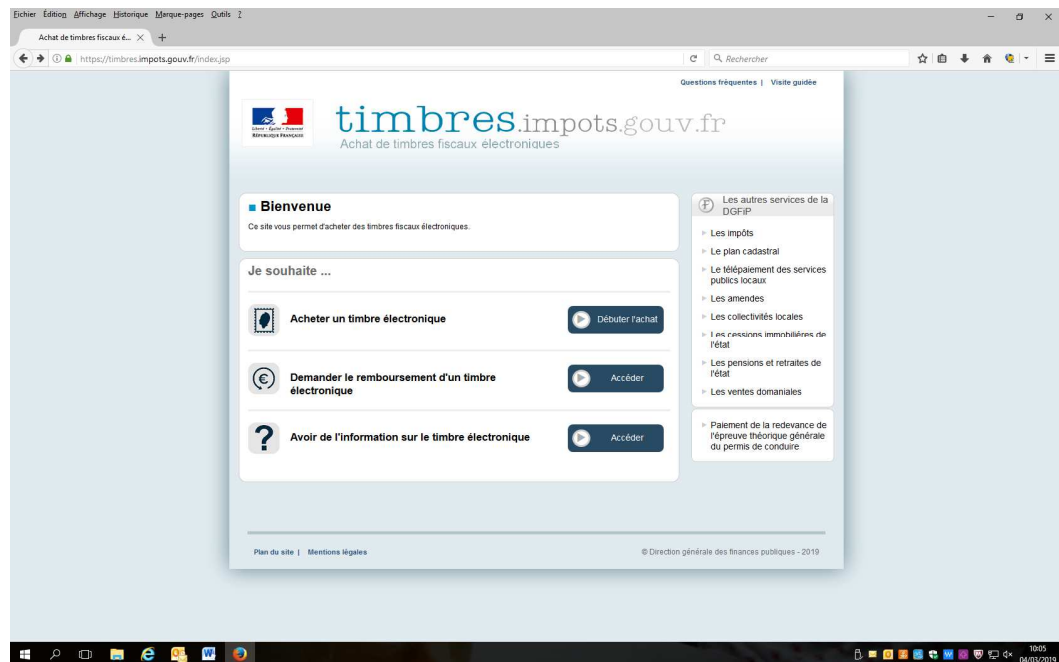 Fichier Édition Affichage Historique Marque-pages Outils ?
Achat de timbres fiscaux é... × +
https://timbres.impots.gouv.fr/index.jsp
Rechercher
Questions fréquentes | Visite guidée
Liberté • Égalité • Fraternité
RÉPUBLIQUE FRANÇAISE
timbres.impots.gouv.fr
Achat de timbres fiscaux électroniques
Bienvenue
Ce site vous permet d'acheter des timbres fiscaux électroniques.
Je souhaite ...
Acheter un timbre électronique
Débuter l'achat
Demander le remboursement d'un timbre
électronique
Accéder
Avoir de l'information sur le timbre électronique
Accéder
Les autres services de la
DGFiP
Les impôts
Le plan cadastral
Le télépaiement des services
publics locaux
Les amendes
Les collectivités locales
Les cessions immobilières de
l'état
Les pensions et retraites de
l'état
Les ventes domaniales
Paiement de la redevance de
l'épreuve théorique générale
du permis de conduire
Plan du site | Mentions légales
© Direction générale des finances publiques - 2019
10:05
04/03/2019